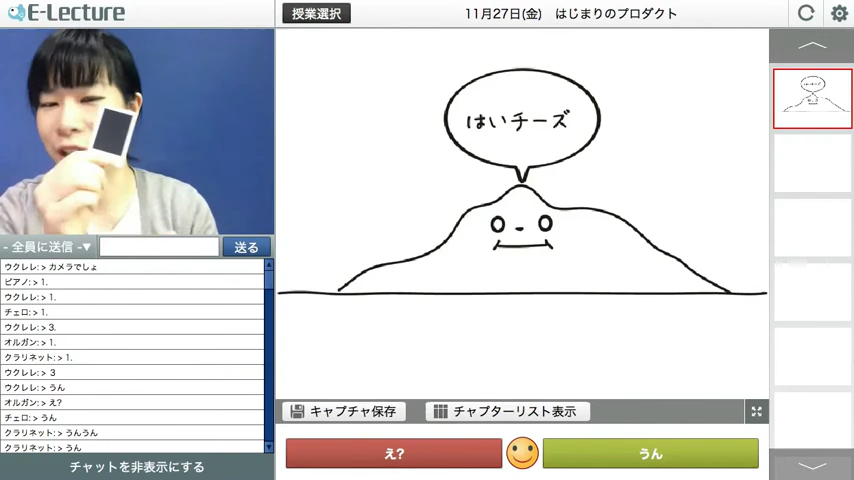 E-Lecture
授業選択
11月27日(金) はじまりのプロダクト
はいチーズ
- 全員に送信 -▼
送る
ウクレレ: > カメラでしょ
ピアノ: > 1.
ウクレレ: > 1.
チェロ: > 1.
ウクレレ: > 3.
オルガン: > 1.
クラリネット: > 1.
ウクレレ: > 3
ウクレレ: > うん
オルガン: > え?
チェロ: > うん
クラリネット: > うんうん
クラリネット: > うん
チャットを非表示にする
キャプチャ保存
チャプターリスト表示
え?
うん
はいチーズ